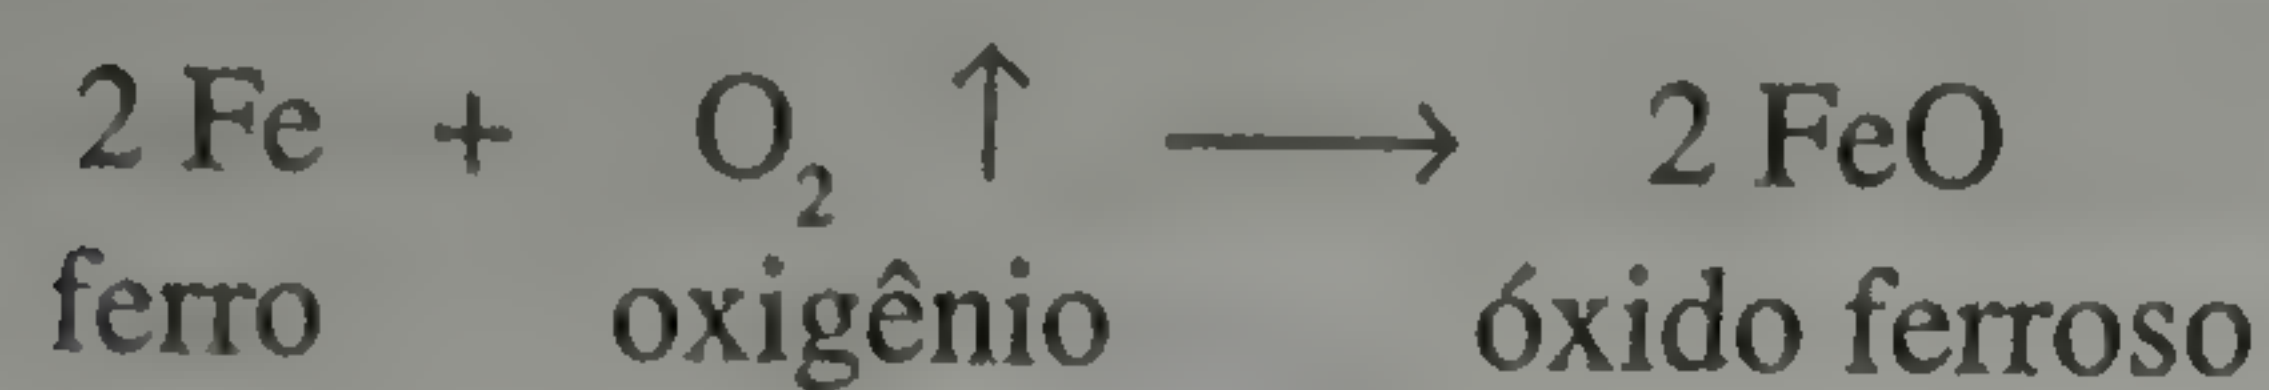 2 Fe + O₂ ↑ ⟶ 2 FeO
ferro oxigênio óxido ferroso